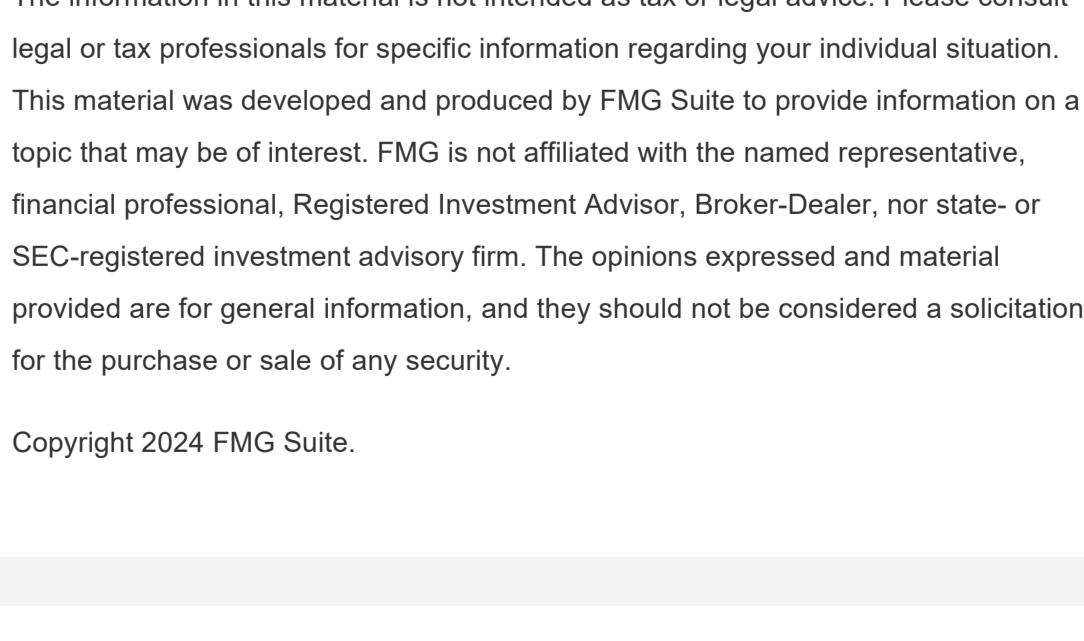 The information in this material is not intended as tax or legal advice. Please consult
legal or tax professionals for specific information regarding your individual situation.
This material was developed and produced by FMG Suite to provide information on a
topic that may be of interest. FMG is not affiliated with the named representative,
financial professional, Registered Investment Advisor, Broker-Dealer, nor state- or
SEC-registered investment advisory firm. The opinions expressed and material
provided are for general information, and they should not be considered a solicitation
for the purchase or sale of any security.
Copyright 2024 FMG Suite.